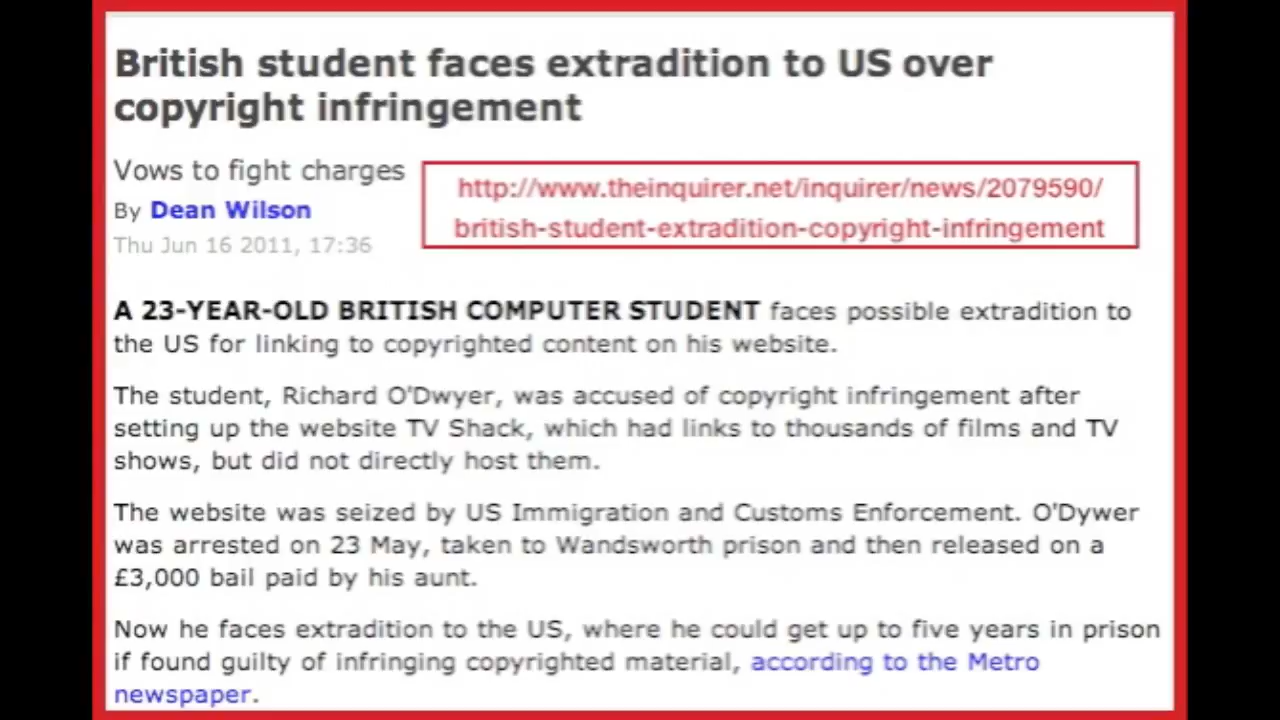 British student faces extradition to US over
copyright infringement
Vows to fight charges
By Dean Wilson
Thu Jun 16 2011, 17:36
http://www.theinquirer.net/inquirer/news/2079590/
british-student-extradition-copyright-infringement
A 23-YEAR-OLD BRITISH COMPUTER STUDENT faces possible extradition to
the US for linking to copyrighted content on his website.
The student, Richard O'Dwyer, was accused of copyright infringement after
setting up the website TV Shack, which had links to thousands of films and TV
shows, but did not directly host them.
The website was seized by US Immigration and Customs Enforcement. O'Dywer
was arrested on 23 May, taken to Wandsworth prison and then released on a
£3,000 bail paid by his aunt.
Now he faces extradition to the US, where he could get up to five years in prison
if found guilty of infringing copyrighted material, according to the Metro
newspaper.